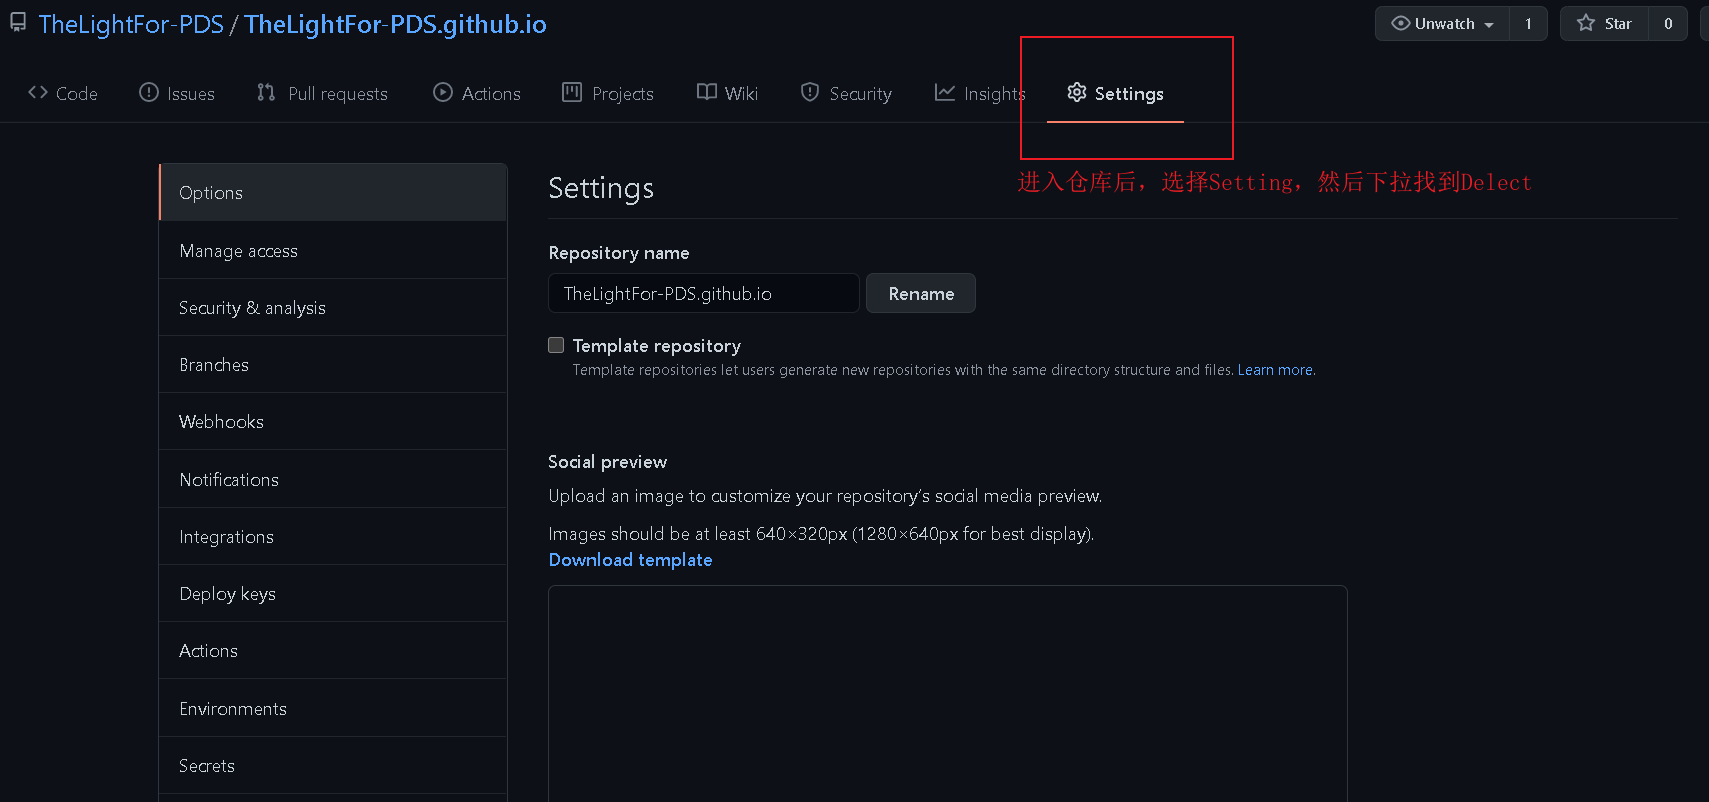 TheLightFor-PDS / TheLightFor-PDS.github.io
Unwatch 1
Star 0
Code
Issues
Pull requests
Actions
Projects
Wiki
Security
Insights
Settings
进入仓库后，选择Setting，然后下拉找到Delect
Options
Manage access
Security & analysis
Branches
Webhooks
Notifications
Integrations
Deploy keys
Actions
Environments
Secrets
Settings
Repository name
TheLightFor-PDS.github.io
Rename
Template repository
Template repositories let users generate new repositories with the same directory structure and files. Learn more.
Social preview
Upload an image to customize your repository's social media preview.
Images should be at least 640×320px (1280×640px for best display).
Download template